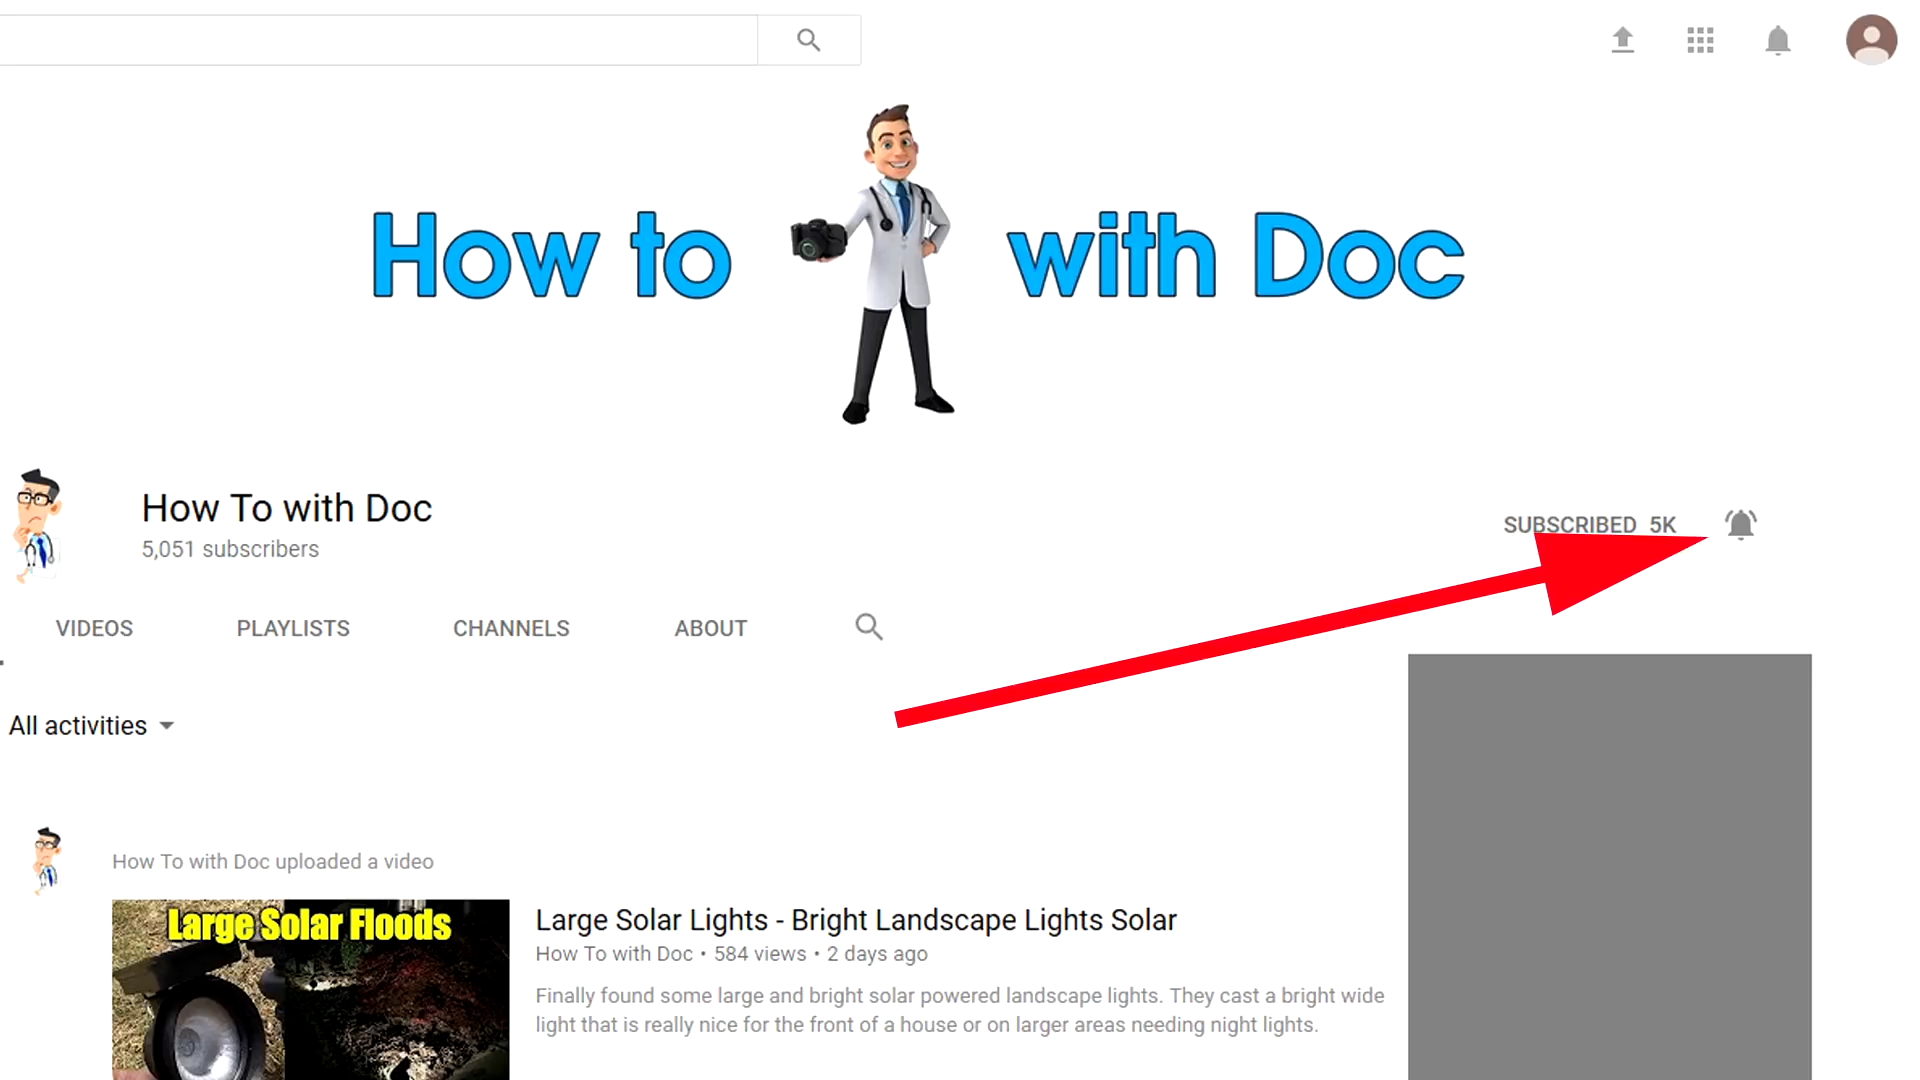 How to with Doc
How To with Doc
5,051 subscribers
SUBSCRIBED 5K
VIDEOS PLAYLISTS CHANNELS ABOUT
All activities
How To with Doc uploaded a video
Large Solar Floods
Large Solar Lights - Bright Landscape Lights Solar
How To with Doc • 584 views • 2 days ago
Finally found some large and bright solar powered landscape lights. They cast a bright wide
light that is really nice for the front of a house or on larger areas needing night lights.